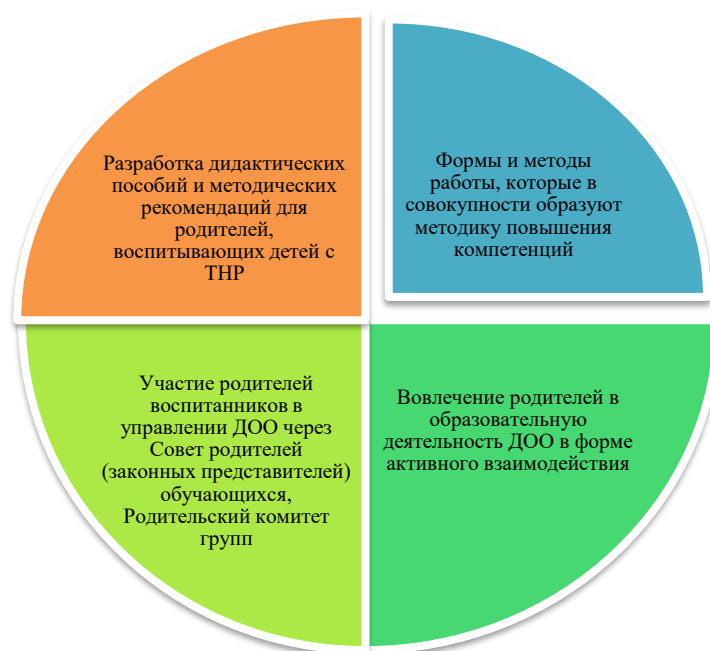 Разработка дидактических
пособий и методических
рекомендаций для
родителей,
воспитывающих детей с
ТНР
Формы и методы
работы, которые в
совокупности образуют
методику повышения
компетенций
Участие родителей
воспитанников в
управлении ДОО через
Совет родителей
(законных представителей)
обучающихся,
Родительский комитет
групп
Вовлечение родителей в
образовательную
деятельность ДОО в форме
активного взаимодействия